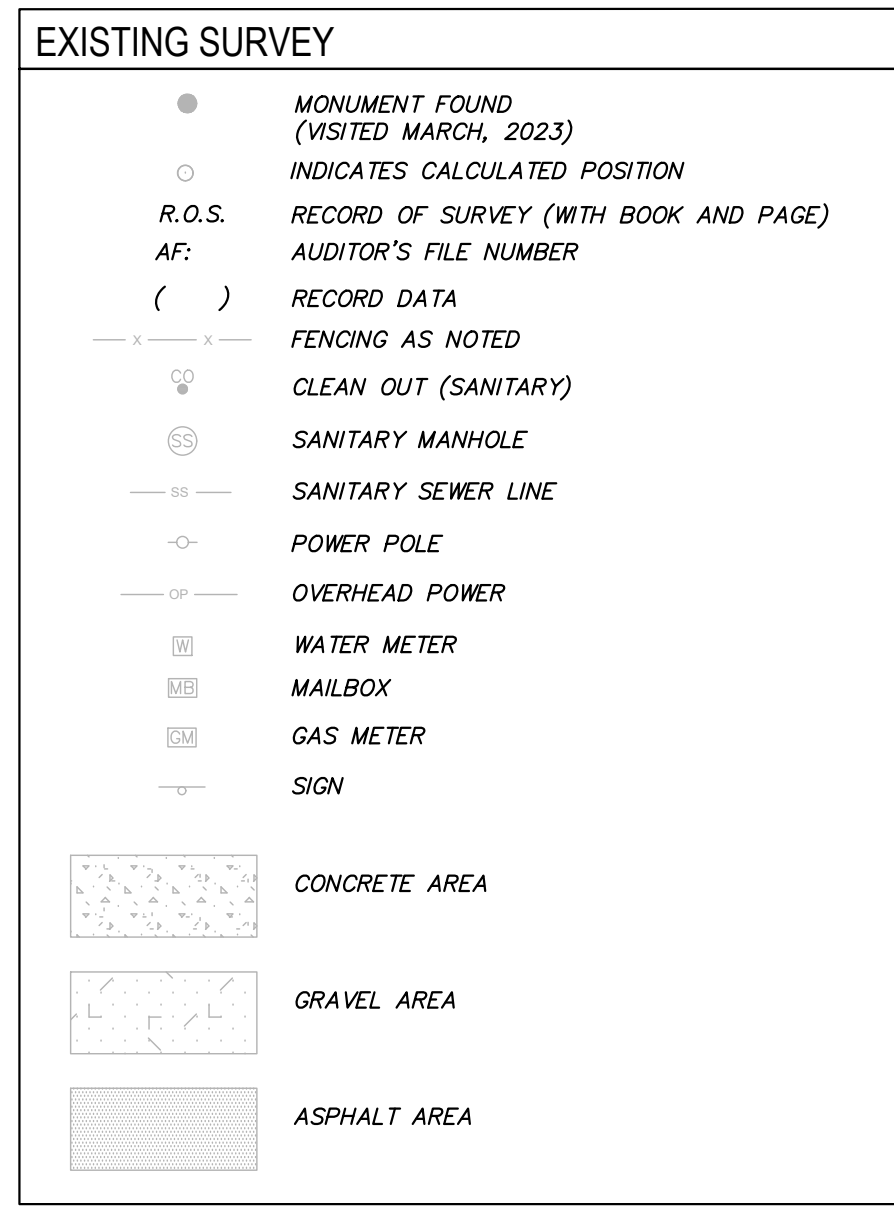 EXISTING SURVEY
MONUMENT FOUND
(VISITED MARCH, 2023)
INDICATES CALCULATED POSITION
R.O.S. RECORD OF SURVEY (WITH BOOK AND PAGE)
AF: AUDITOR'S FILE NUMBER
( ) RECORD DATA
X X FENCING AS NOTED
CO CLEAN OUT (SANITARY)
SS SANITARY MANHOLE
SS SANITARY SEWER LINE
POWER POLE
OP OVERHEAD POWER
W WATER METER
MB MAILBOX
GM GAS METER
SIGN
CONCRETE AREA
GRAVEL AREA
ASPHALT AREA